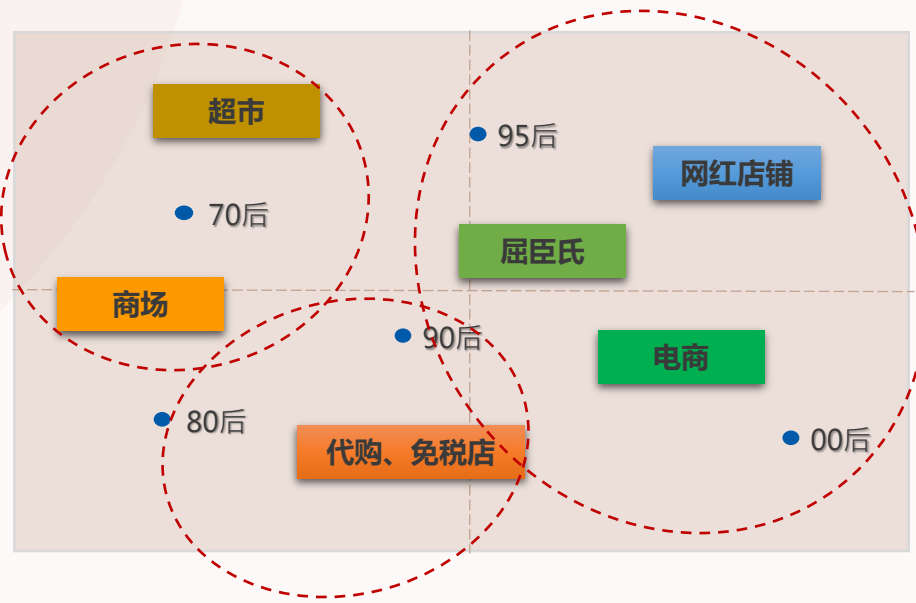 超市
95后
网红店铺
70后
屈臣氏
商场
90后
电商
80后
代购、免税店
00后